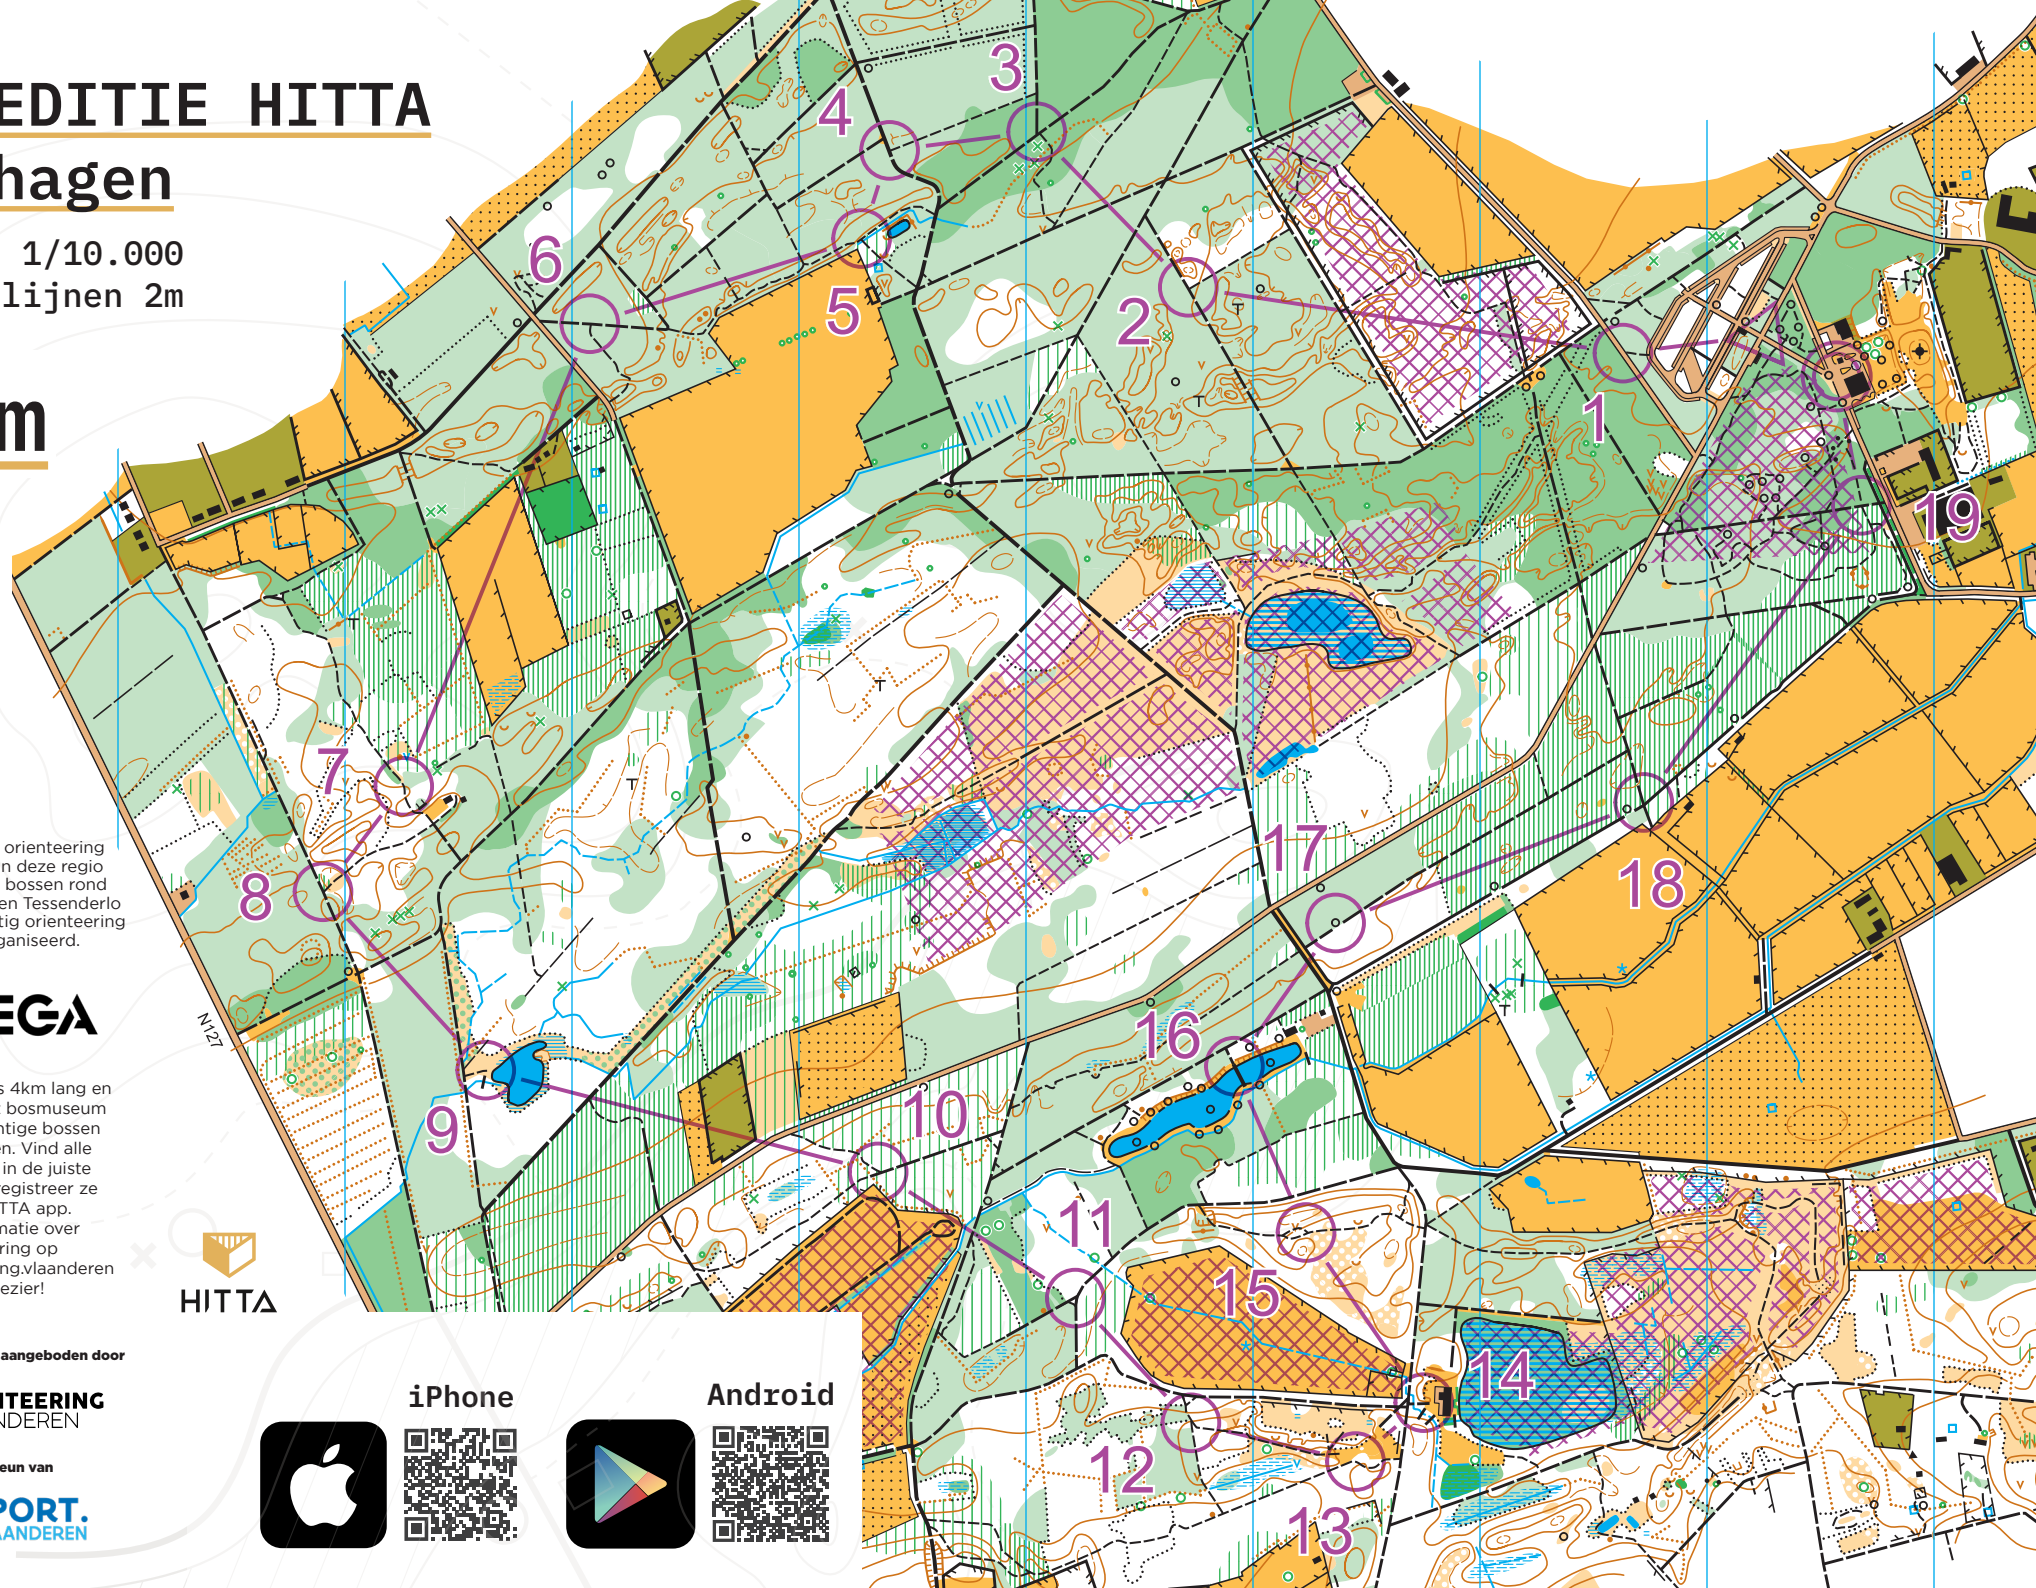 EDITIE HITTA
hagen
1/10.000
lijnen 2m
m
orienteering
n deze regio
bossen rond
en Tessenderlo
tig orienteering
ganiseerd.
EGA
s 4km lang en
t bosmuseum
ntige bossen
en. Vind alle
in de juiste
registreer ze
TTA app.
matie over
ring op
ng.vlaanderen
ezier!
HITTA
aangeboden door
NTEERING
ANDEREN
eun van
PORT.
AANDEREN
iPhone
Android
N127
1
2
3
4
5
6
7
8
9
10
11
12
13
14
15
16
17
18
19